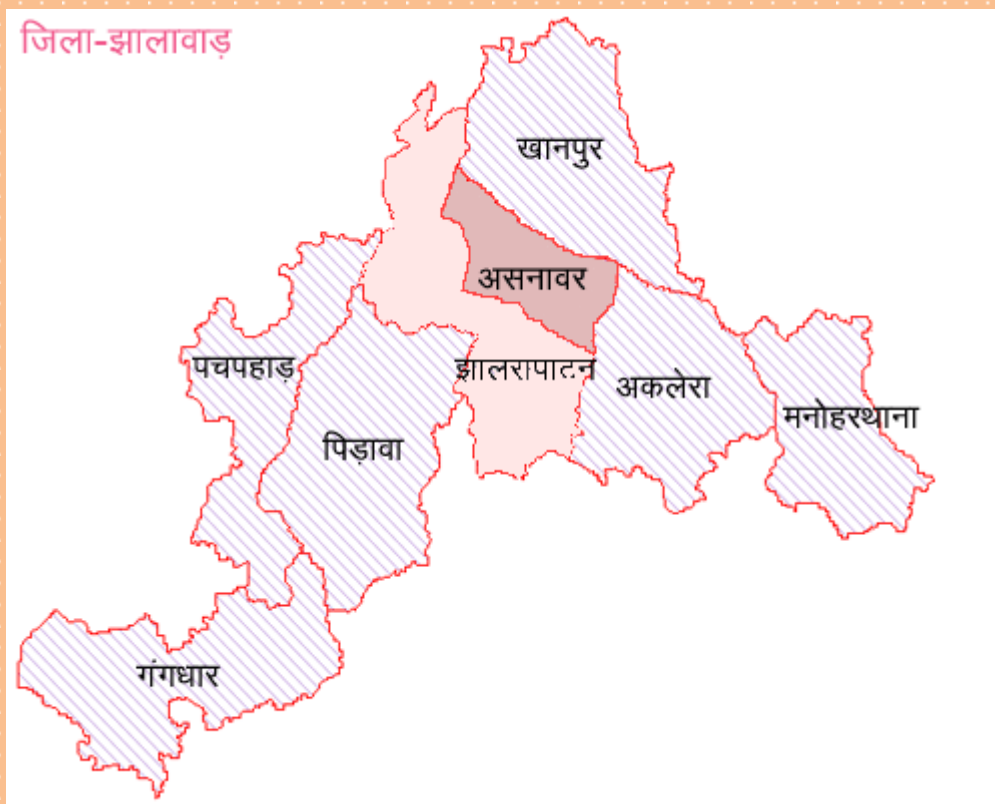 जिला-झालावाड़
खानपुर
असनावर
पचपहाड़
झालरापाटन
अकलेरा
मनोहरथाना
पिड़ावा
गंगधार